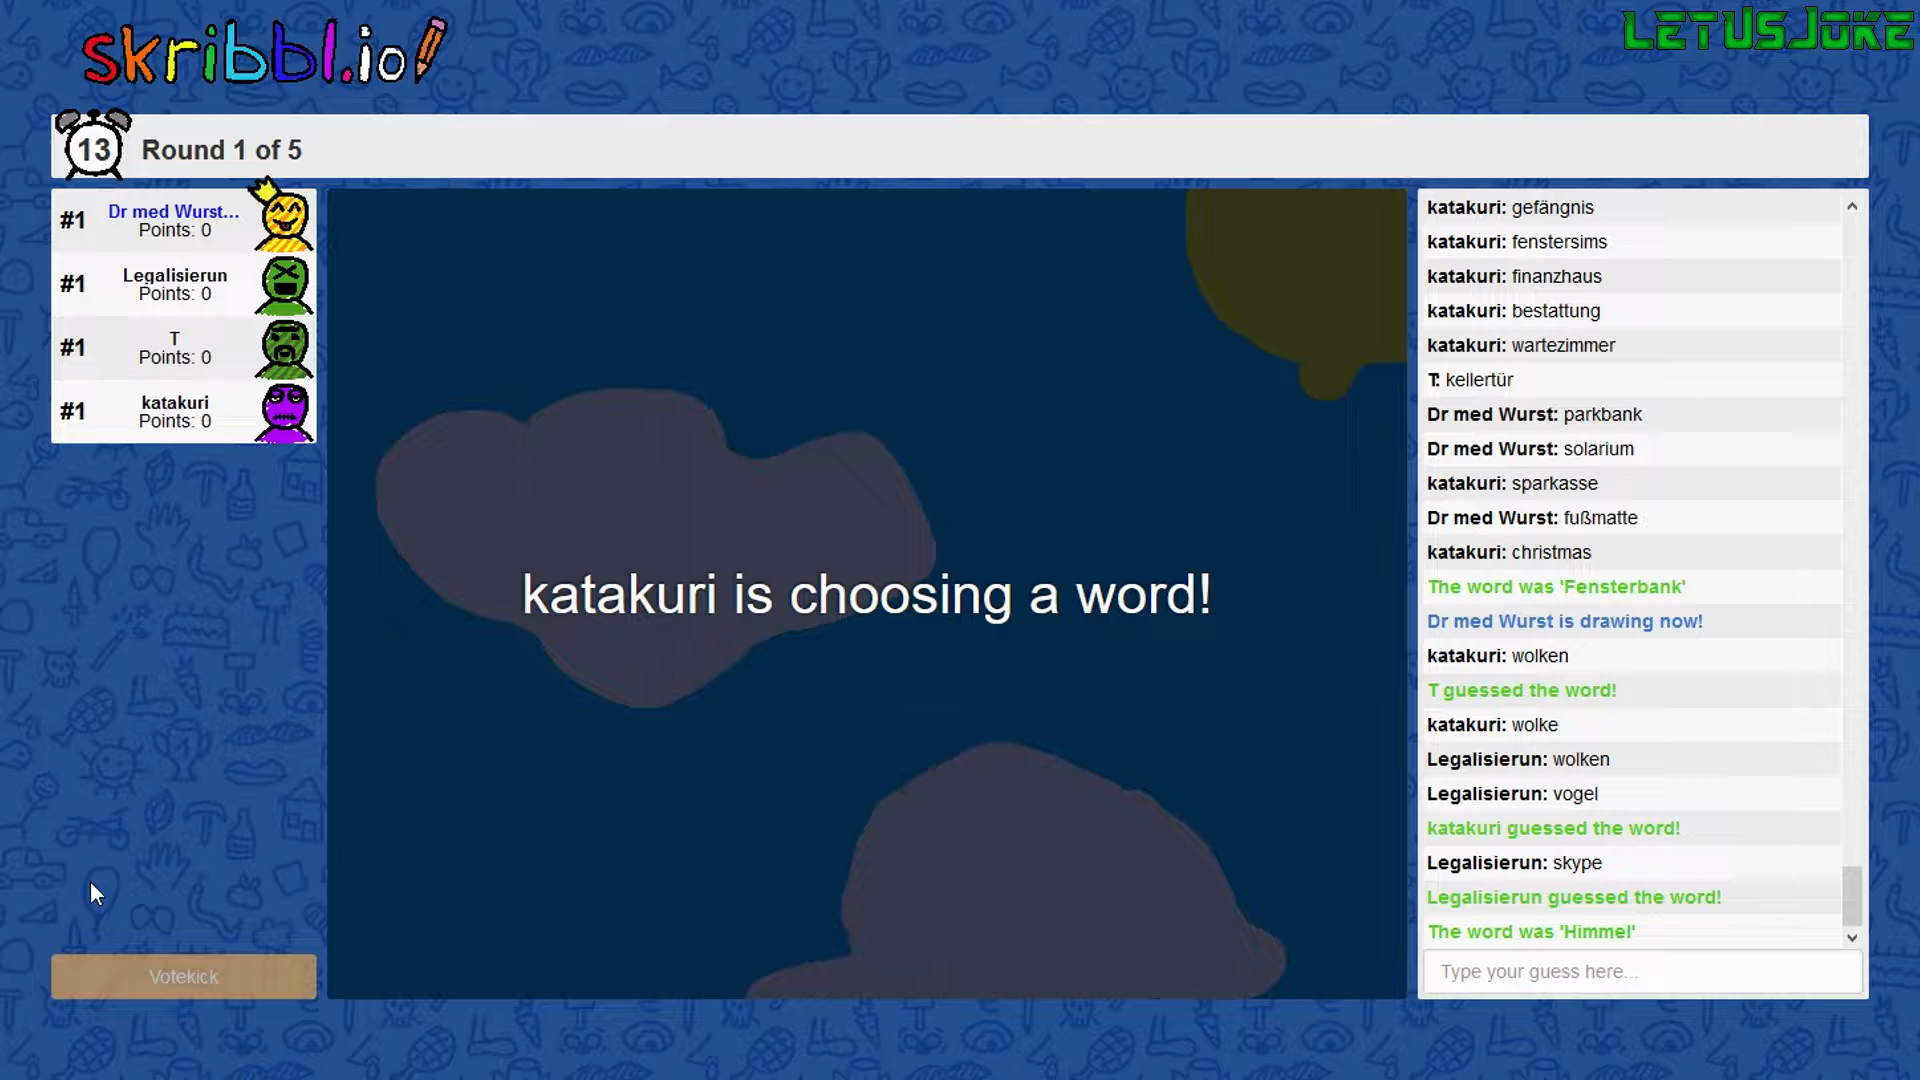 skribbl.io
LETUSJOKE
13
Round 1 of 5
#1
Dr med Wurst...
Points: 0
#1
Legalisierun
Points: 0
#1
T
Points: 0
#1
katakuri
Points: 0
Votekick
katakuri is choosing a word!
katakuri: gefängnis
katakuri: fenstersims
katakuri: finanzhaus
katakuri: bestattung
katakuri: wartezimmer
T: kellertür
Dr med Wurst: parkbank
Dr med Wurst: solarium
katakuri: sparkasse
Dr med Wurst: fußmatte
katakuri: christmas
The word was 'Fensterbank'
Dr med Wurst is drawing now!
katakuri: wolken
T guessed the word!
katakuri: wolke
Legalisierun: wolken
Legalisierun: vogel
katakuri guessed the word!
Legalisierun: skype
Legalisierun guessed the word!
The word was 'Himmel'
Type your guess here...